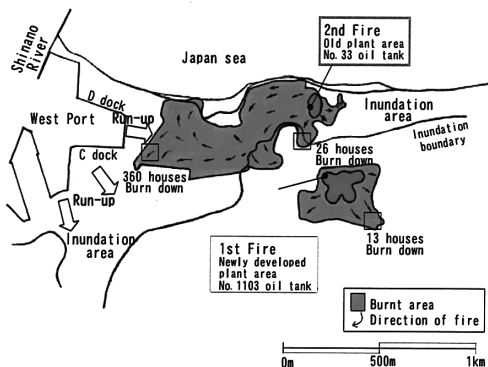 Shinano
River
Japan sea
2nd Fire
Old plant area
No. 33 oil tank
D dock
West Port
Run-up
Inundation
area
Inundation
boundary
C dock
26 houses
Burn down
360 houses
Burn down
Run-up
Inundation
area
13 houses
Burn down
1st Fire
Newly developed
plant area
No. 1103 oil tank
Burnt area
Direction of fire
0m
500m
1km